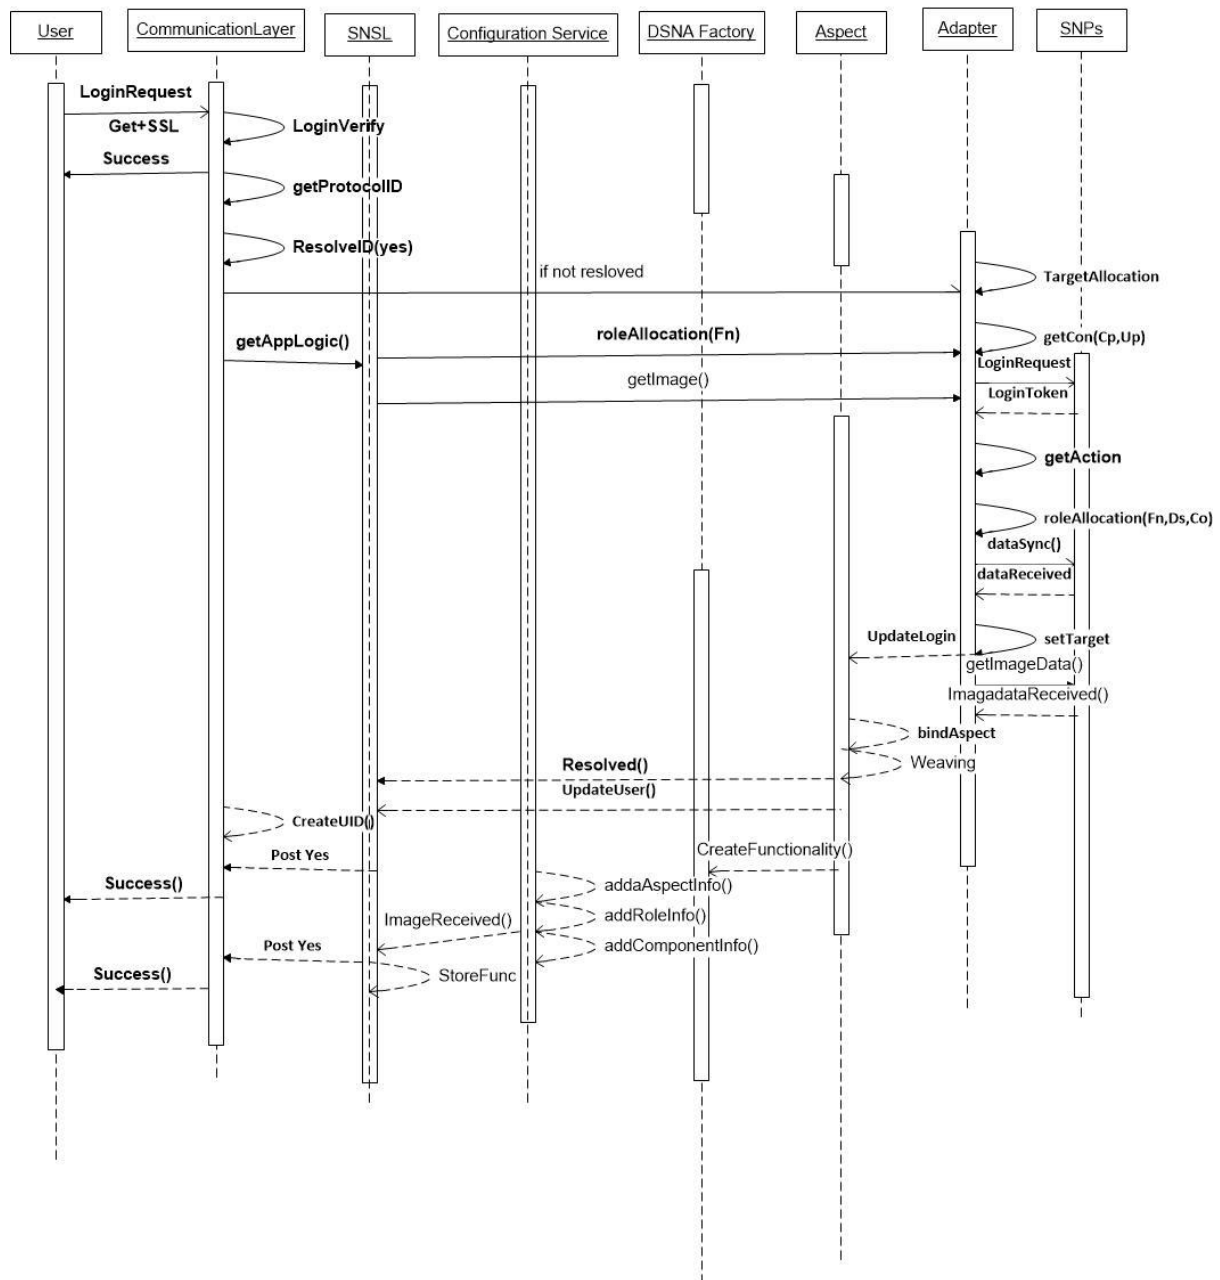 User
CommunicationLayer
SNSL
Configuration Service
DSNA Factory
Aspect
Adapter
SNPs
LoginRequest
Get+SSL
LoginVerify
Success
getProtocolID
ResolveID(yes)
if not resloved
TargetAllocation
getAppLogic()
roleAllocation(Fn)
getCon(Cp,Up)
LoginRequest
getImage()
LoginToken
getAction
roleAllocation(Fn,Ds,Co)
dataSync()
dataReceived
UpdateLogin
setTarget
getImageData()
ImagadataReceived()
bindAspect
Resolved()
Weaving
UpdateUser()
CreateUID()
Post Yes
CreateFunctionality()
Success()
addaAspectInfo()
ImageReceived()
addRoleInfo()
Post Yes
addComponentInfo()
Success()
StoreFunc